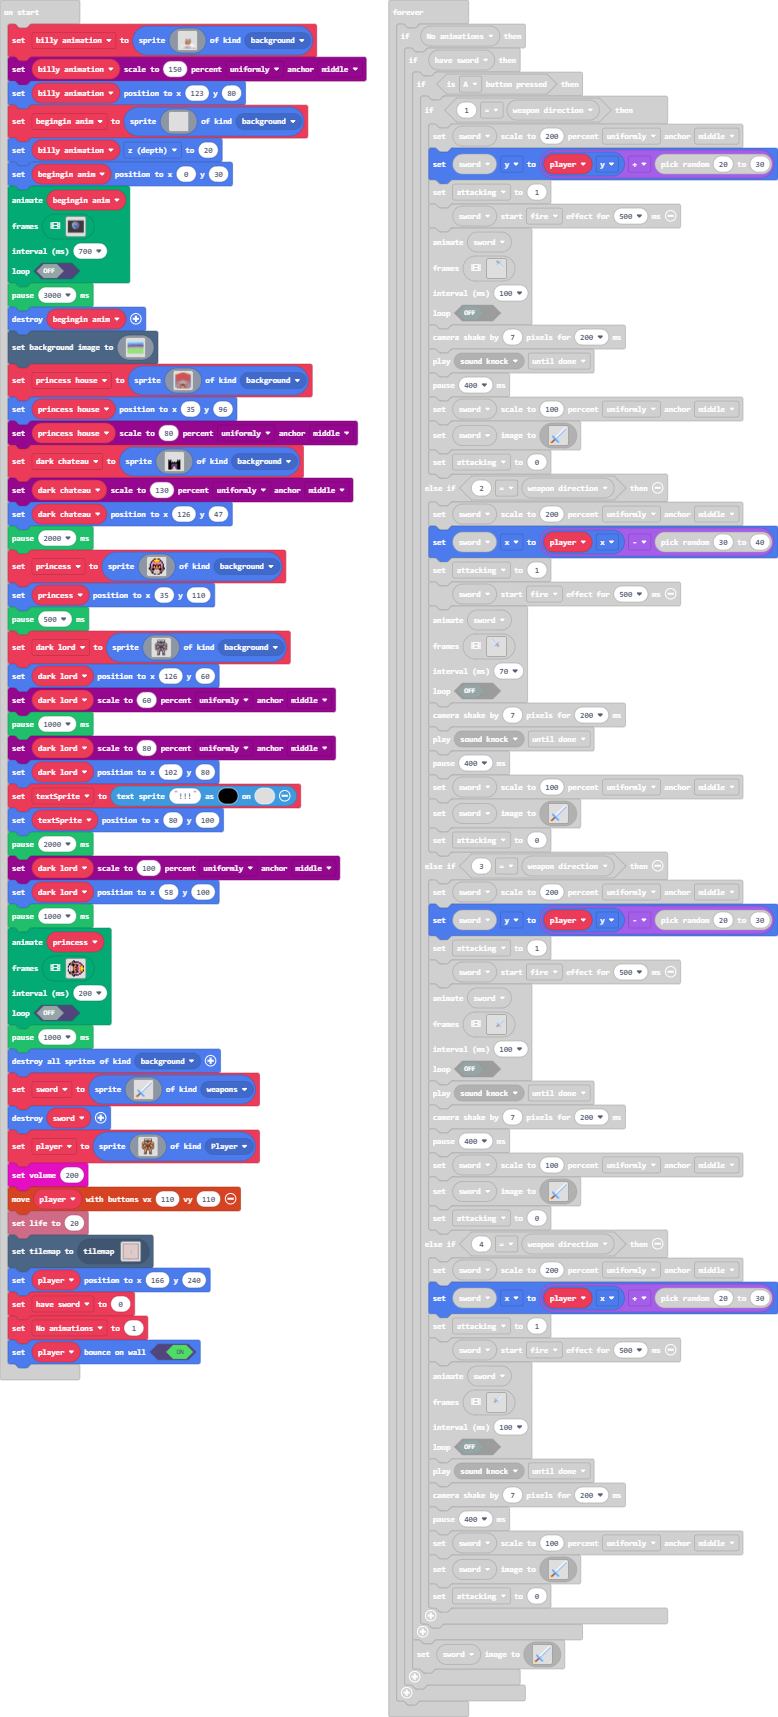 on start
set billy animation to sprite of kind background
set billy animation scale to 150 percent uniformly anchor middle
set billy animation position to x 123 y 80
set begingin anim to sprite of kind background
set billy animation z (depth) to 20
set begingin anim position to x 0 y 30
animate begingin anim
frames
interval (ms) 700
loop OFF
pause 3000 ms
destroy begingin anim
set background image to
set princess house to sprite of kind background
set princess house position to x 35 y 96
set princess house scale to 80 percent uniformly anchor middle
set dark chateau to sprite of kind background
set dark chateau scale to 130 percent uniformly anchor middle
set dark chateau position to x 126 y 47
pause 2000 ms
set princess to sprite of kind background
set princess position to x 35 y 110
pause 500 ms
set dark lord to sprite of kind background
set dark lord position to x 126 y 60
set dark lord scale to 60 percent uniformly anchor middle
pause 1000 ms
set dark lord scale to 80 percent uniformly anchor middle
set dark lord position to x 102 y 80
set textSprite to text sprite "!!!" as on
set textSprite position to x 80 y 100
pause 2000 ms
set dark lord scale to 100 percent uniformly anchor middle
set dark lord position to x 58 y 100
pause 1000 ms
animate princess
frames
interval (ms) 200
loop OFF
pause 1000 ms
destroy all sprites of kind background
set sword to sprite of kind weapons
destroy sword
set player to sprite of kind Player
set volume 200
move player with buttons vx 110 vy 110
set life to 20
set tilemap to tilemap
set player position to x 166 y 240
set have sword to 0
set No animations to 1
set player bounce on wall ON
forever
if No animations then
if have sword then
if is A button pressed then
if 1 = weapon direction then
set sword scale to 200 percent uniformly anchor middle
set sword y to player y + pick random 20 to 30
set attacking to 1
sword start fire effect for 500 ms
animate sword
frames
interval (ms) 100
loop OFF
camera shake by 7 pixels for 200 ms
play sound knock until done
pause 400 ms
set sword scale to 100 percent uniformly anchor middle
set sword image to
set attacking to 0
else if 2 = weapon direction then
set sword scale to 200 percent uniformly anchor middle
set sword x to player x - pick random 30 to 40
set attacking to 1
sword start fire effect for 500 ms
animate sword
frames
interval (ms) 70
loop OFF
camera shake by 7 pixels for 200 ms
play sound knock until done
pause 400 ms
set sword scale to 100 percent uniformly anchor middle
set sword image to
set attacking to 0
else if 3 = weapon direction then
set sword scale to 200 percent uniformly anchor middle
set sword y to player y - pick random 20 to 30
set attacking to 1
sword start fire effect for 500 ms
animate sword
frames
interval (ms) 100
loop OFF
play sound knock until done
camera shake by 7 pixels for 200 ms
pause 400 ms
set sword scale to 100 percent uniformly anchor middle
set sword image to
set attacking to 0
else if 4 = weapon direction then
set sword scale to 200 percent uniformly anchor middle
set sword x to player x + pick random 20 to 30
set attacking to 1
sword start fire effect for 500 ms
animate sword
frames
interval (ms) 100
loop OFF
play sound knock until done
camera shake by 7 pixels for 200 ms
pause 400 ms
set sword scale to 100 percent uniformly anchor middle
set sword image to
set attacking to 0
set sword image to